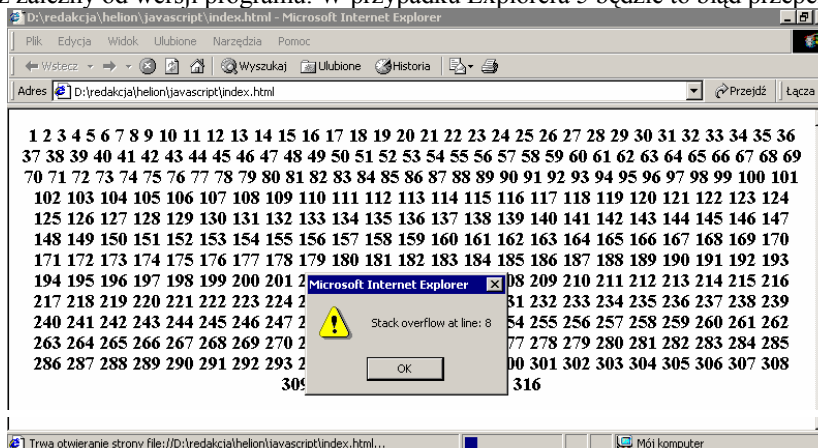 zależny od wersji programu. W przypadku Explorera 5 będzie to błąd przepe
D:\redakcja\helion\javascript\index.html - Microsoft Internet Explorer
Plik Edycja Widok Ulubione Narzędzia Pomoc
Wstecz Wyszukaj Ulubione Historia
Adres D:\redakcja\helion\javascript\index.html Przejdź Łącza
1 2 3 4 5 6 7 8 9 10 11 12 13 14 15 16 17 18 19 20 21 22 23 24 25 26 27 28 29 30 31 32 33 34 35 36
37 38 39 40 41 42 43 44 45 46 47 48 49 50 51 52 53 54 55 56 57 58 59 60 61 62 63 64 65 66 67 68 69
70 71 72 73 74 75 76 77 78 79 80 81 82 83 84 85 86 87 88 89 90 91 92 93 94 95 96 97 98 99 100 101
102 103 104 105 106 107 108 109 110 111 112 113 114 115 116 117 118 119 120 121 122 123 124
125 126 127 128 129 130 131 132 133 134 135 136 137 138 139 140 141 142 143 144 145 146 147
148 149 150 151 152 153 154 155 156 157 158 159 160 161 162 163 164 165 166 167 168 169 170
171 172 173 174 175 176 177 178 179 180 181 182 183 184 185 186 187 188 189 190 191 192 193
194 195 196 197 198 199 200 201 2 08 209 210 211 212 213 214 215 216
217 218 219 220 221 222 223 224 2 31 232 233 234 235 236 237 238 239
240 241 242 243 244 245 246 247 2 54 255 256 257 258 259 260 261 262
263 264 265 266 267 268 269 270 2 77 278 279 280 281 282 283 284 285
286 287 288 289 290 291 292 293 2 00 301 302 303 304 305 306 307 308
309 316
Microsoft Internet Explorer
Stack overflow at line: 8
OK
Trwa otwieranie strony file://D:\redakcja\helion\javascript\index.html... Mój komputer